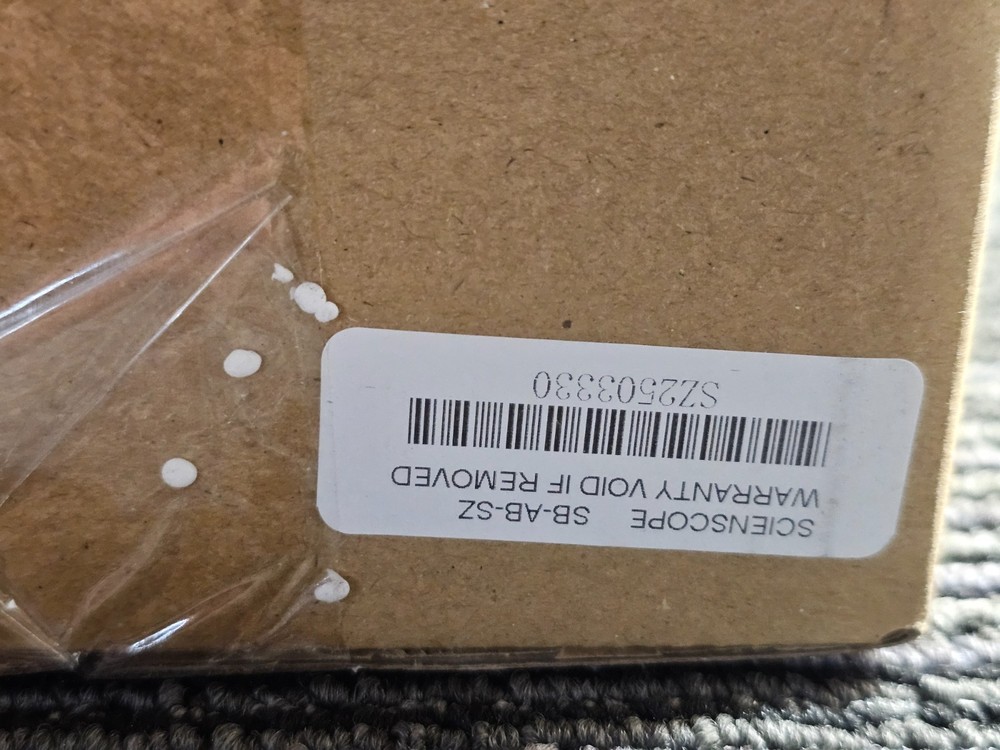 SCIENSCOPE SB-AB-SZ
WARRANTY VOID IF REMOVED
SZ2503330